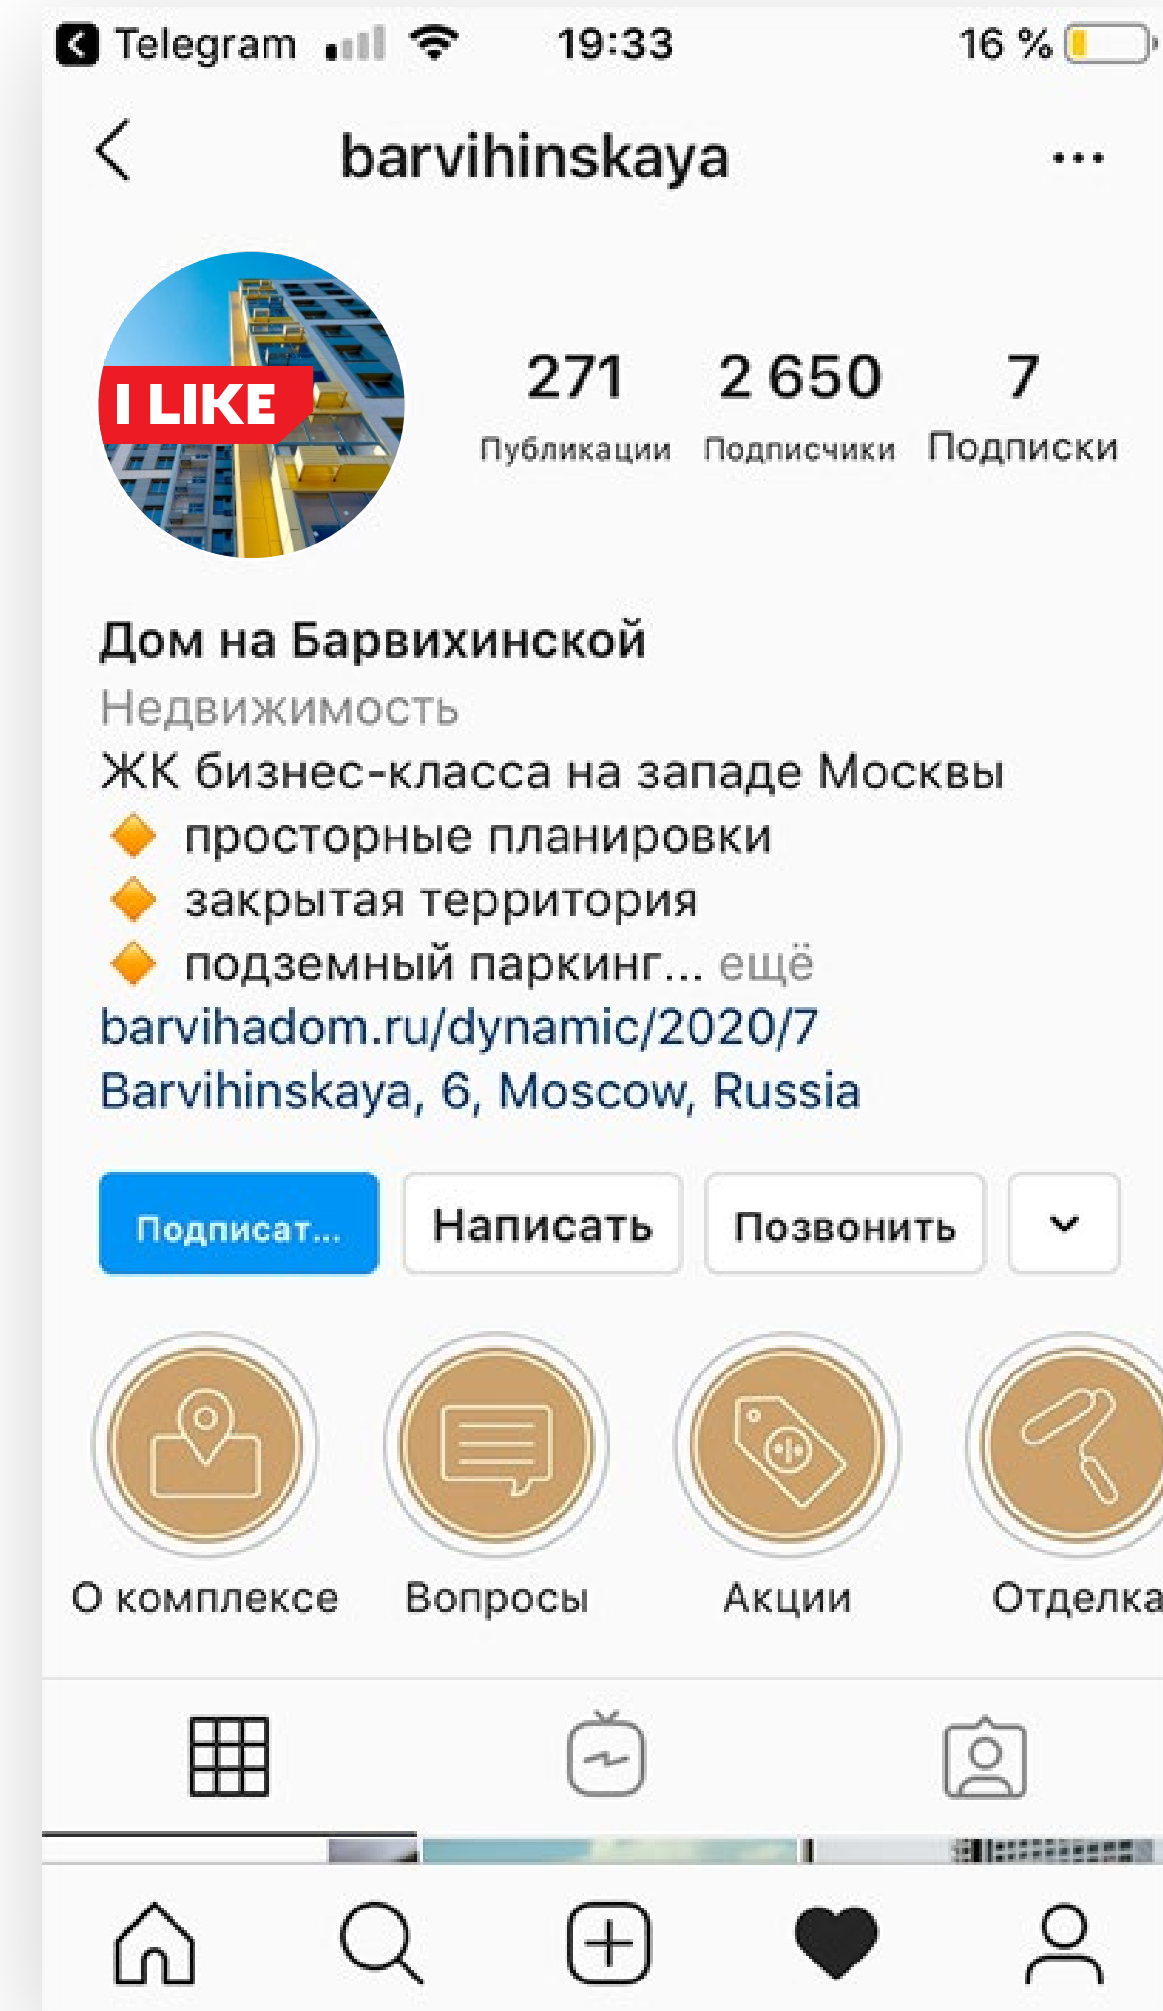 Telegram 19:33 16 %
barvihinskaya ...
I LIKE
271 2 650 7
Публикации Подписчики Подписки
Дом на Барвихинской
Недвижимость
ЖК бизнес-класса на западе Москвы
🔸 просторные планировки
🔸 закрытая территория
🔸 подземный паркинг... ещё
barvihadom.ru/dynamic/2020/7
Barvihinskaya, 6, Moscow, Russia
Подписат... Написать Позвонить
О комплексе Вопросы Акции Отделка